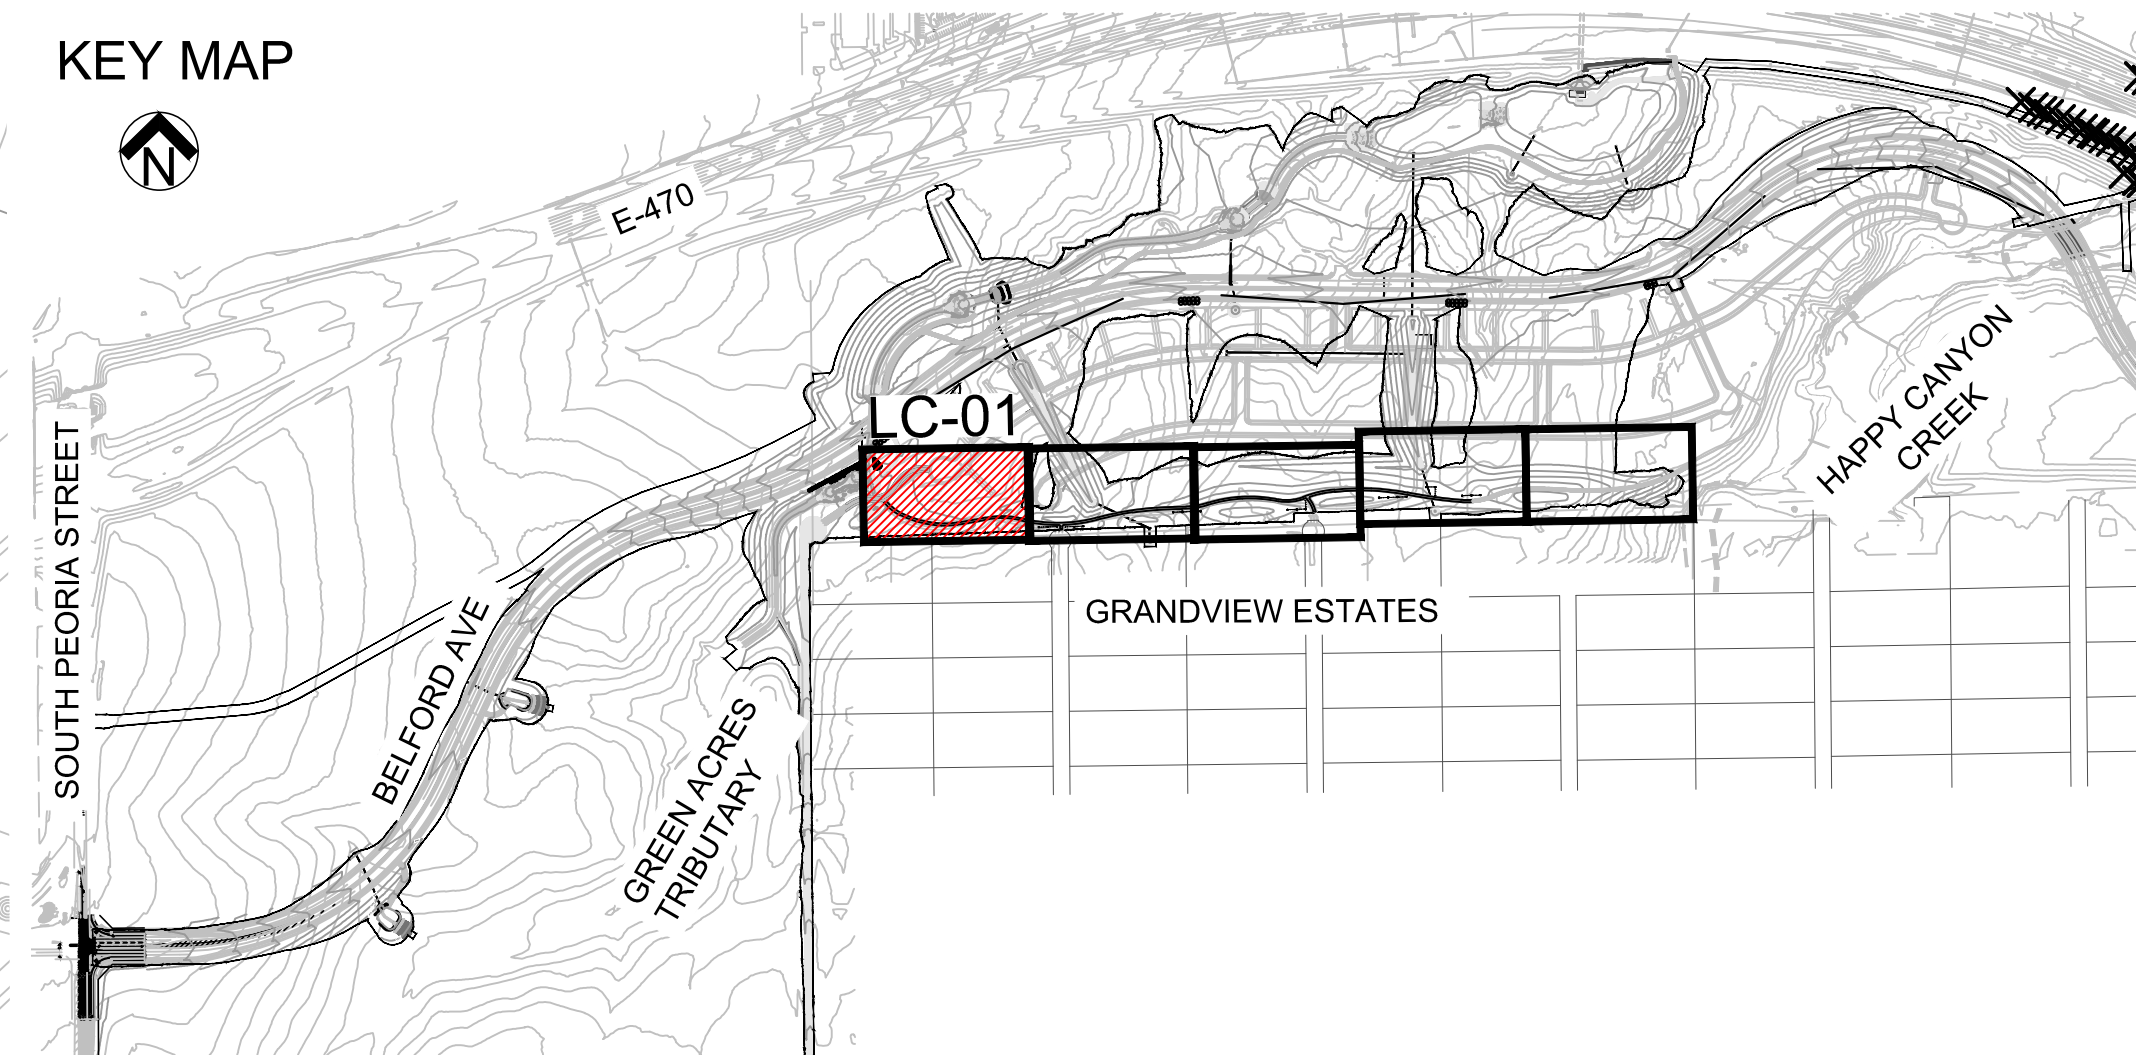 KEY MAP
N
E-470
LC-01
HAPPY CANYON
CREEK
SOUTH PEORIA STREET
BELFORD AVE
GRANDVIEW ESTATES
GREEN ACRES
TRIBUTARY